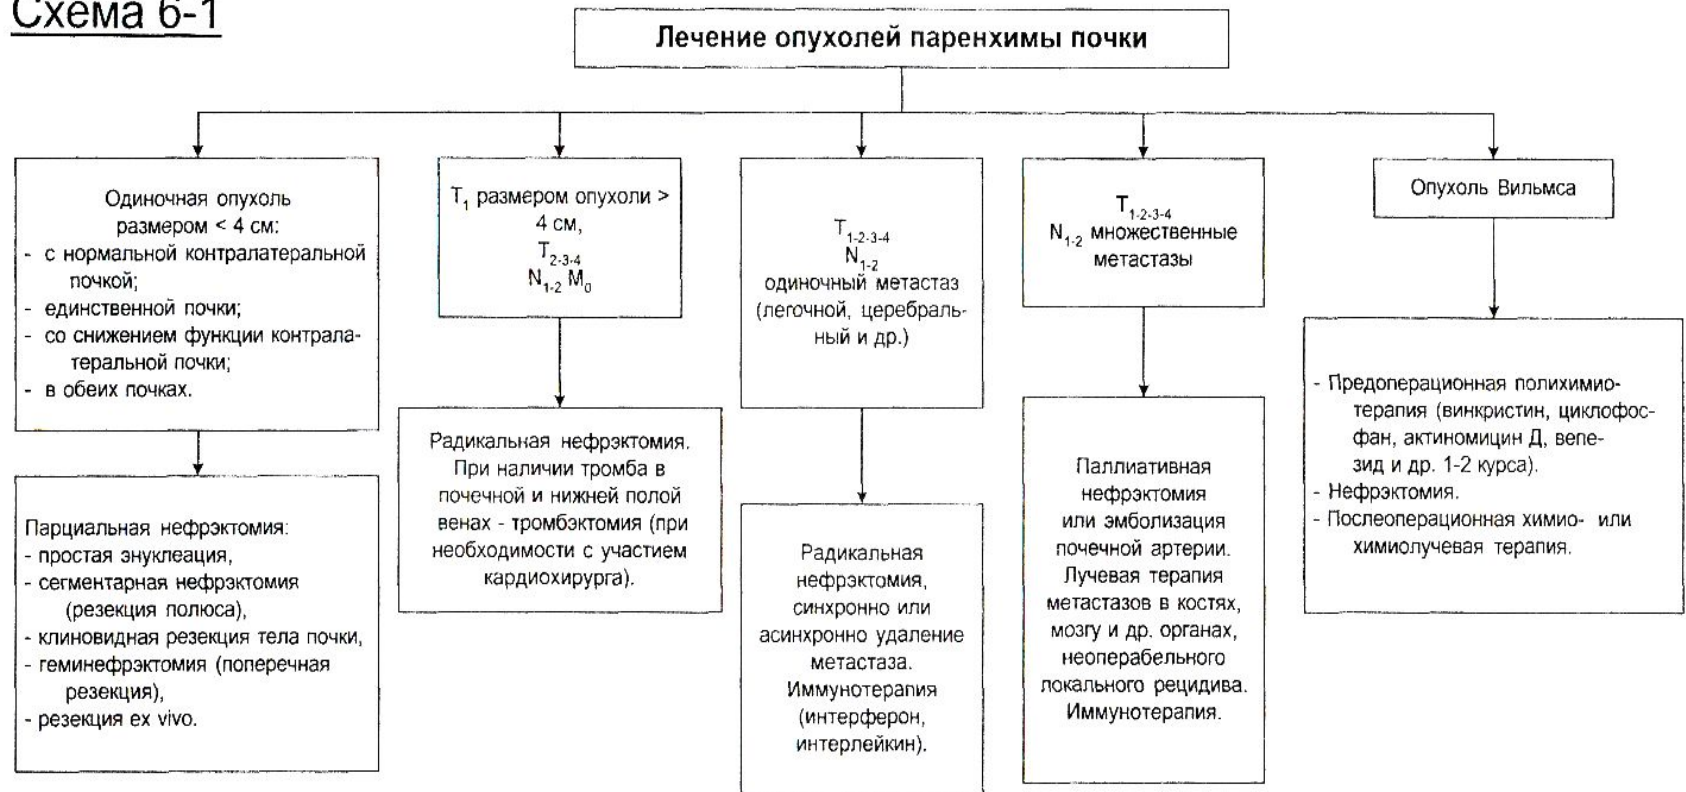 Схема 6-1
Лечение опухолей паренхимы почки
Одиночная опухоль
размером < 4 см:
- с нормальной контралатеральной
почкой;
- единственной почки;
- со снижением функции контрала-
теральной почки;
- в обеих почках.
Парциальная нефрэктомия:
- простая энуклеация,
- сегментарная нефрэктомия
(резекция полюса),
- клиновидная резекция тела почки,
- геминефрэктомия (поперечная
резекция),
- резекция ex vivo.
T1 размером опухоли >
4 см,
T2-3-4
N1-2 M0
Радикальная нефрэктомия.
При наличии тромба в
почечной и нижней полой
венах - тромбэктомия (при
необходимости с участием
кардиохирурга).
T1-2-3-4
N1-2
одиночный метастаз
(легочной, церебраль-
ный и др.)
Радикальная
нефрэктомия,
синхронно или
асинхронно удаление
метастаза.
Иммунотерапия
(интерферон,
интерлейкин).
T1-2-3-4
N1-2 множественные
метастазы
Паллиативная
нефрэктомия
или эмболизация
почечной артерии.
Лучевая терапия
метастазов в костях,
мозгу и др. органах,
неоперабельного
локального рецидива.
Иммунотерапия.
Опухоль Вильмса
- Предоперационная полихимио-
терапия (винкристин, циклофос-
фан, актиномицин Д, вепе-
зид и др. 1-2 курса).
- Нефрэктомия.
- Послеоперационная химио- или
химиолучевая терапия.